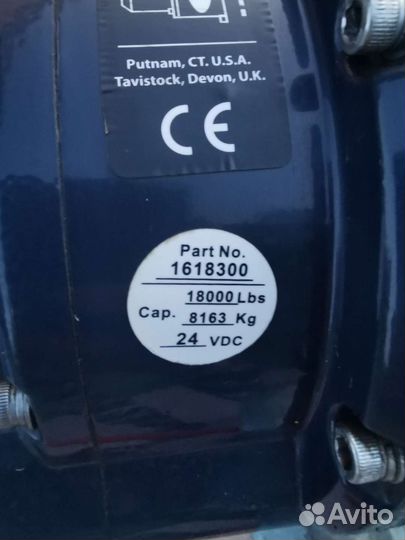 Putnam, CT. U.S.A.
Tavistock, Devon, U.K.
CE
Part No.
1618300
18000 Lbs
Cap. 8163 Kg
24 VDC
Avito